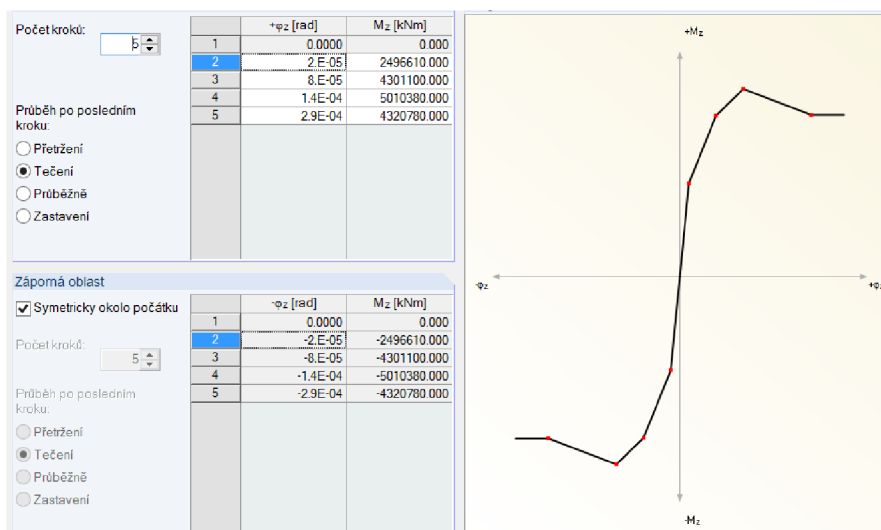 Počet kroků:
5
+φz [rad] Mz [kNm]
1 0.0000 0.000
2 2.E-05 2496610.000
3 8.E-05 4301100.000
4 1.4E-04 5010380.000
5 2.9E-04 4320780.000
Průběh po posledním
kroku:
Přetržení
Tečení
Průběžně
Zastavení
Záporná oblast
Symetricky okolo počátku
-φz [rad] Mz [kNm]
1 0.0000 0.000
2 -2.E-05 -2496610.000
3 -8.E-05 -4301100.000
4 -1.4E-04 -5010380.000
5 -2.9E-04 -4320780.000
Počet kroků:
5
Průběh po posledním
kroku:
Přetržení
Tečení
Průběžně
Zastavení
+Mz
-φz
+φz
-Mz